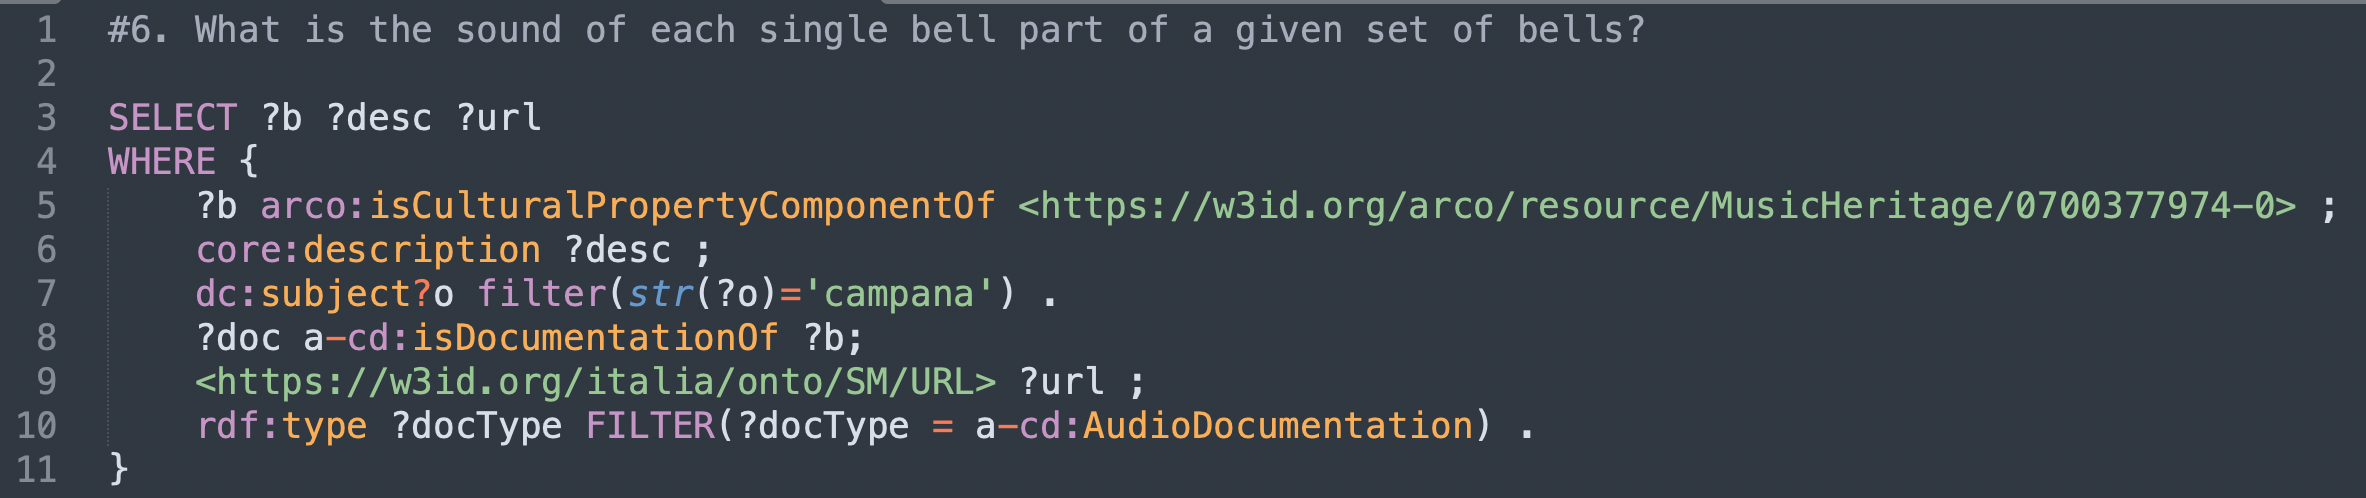 1 #6. What is the sound of each single bell part of a given set of bells?
2
3 SELECT ?b ?desc ?url
4 WHERE {
5 ?b arco:isCulturalPropertyComponentOf <https://w3id.org/arco/resource/MusicHeritage/0700377974-0> ;
6 core:description ?desc ;
7 dc:subject?o filter(str(?o)='campana') .
8 ?doc a-cd:isDocumentationOf ?b;
9 <https://w3id.org/italia/onto/SM/URL> ?url ;
10 rdf:type ?docType FILTER(?docType = a-cd:AudioDocumentation) .
11 }